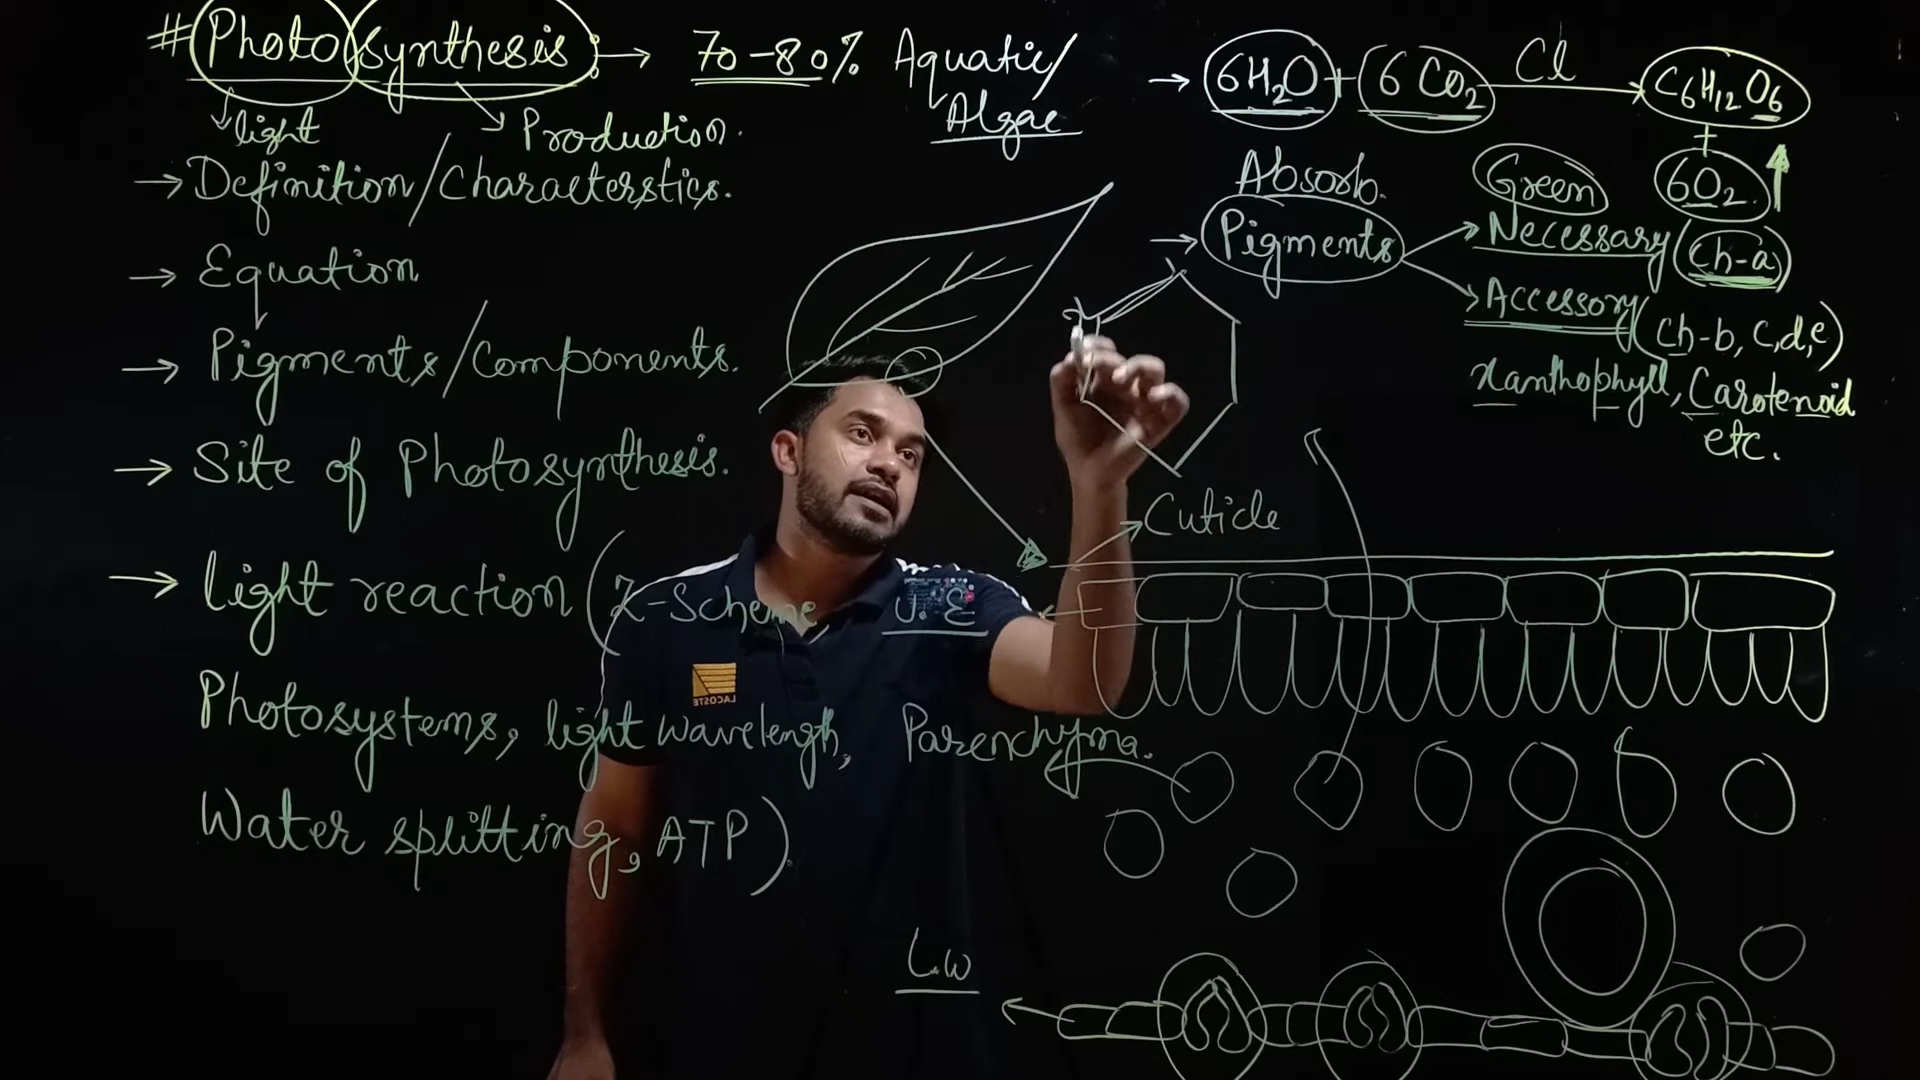 #Photosynthesis: → 70-80% Aquatic/
Algae
→ 6H₂O + 6CO₂ Cl → C₆H₁₂O₆
+
6O₂
light
Production.
→ Definition/Characterstics.
→ Equation
→ Pigments/Components.
→ Site of Photosynthesis.
→ light reaction (Z-Scheme,
Photosystems, light wavelength,
Water splitting, ATP).
Absorb.
→ Pigments
Green
Necessary (Ch-a)
Accessory (Ch-b, c, d, e)
Xanthophyll, Carotenoid
etc.
Cuticle
U.E
Parenchyma.
L.W
LACOSTE